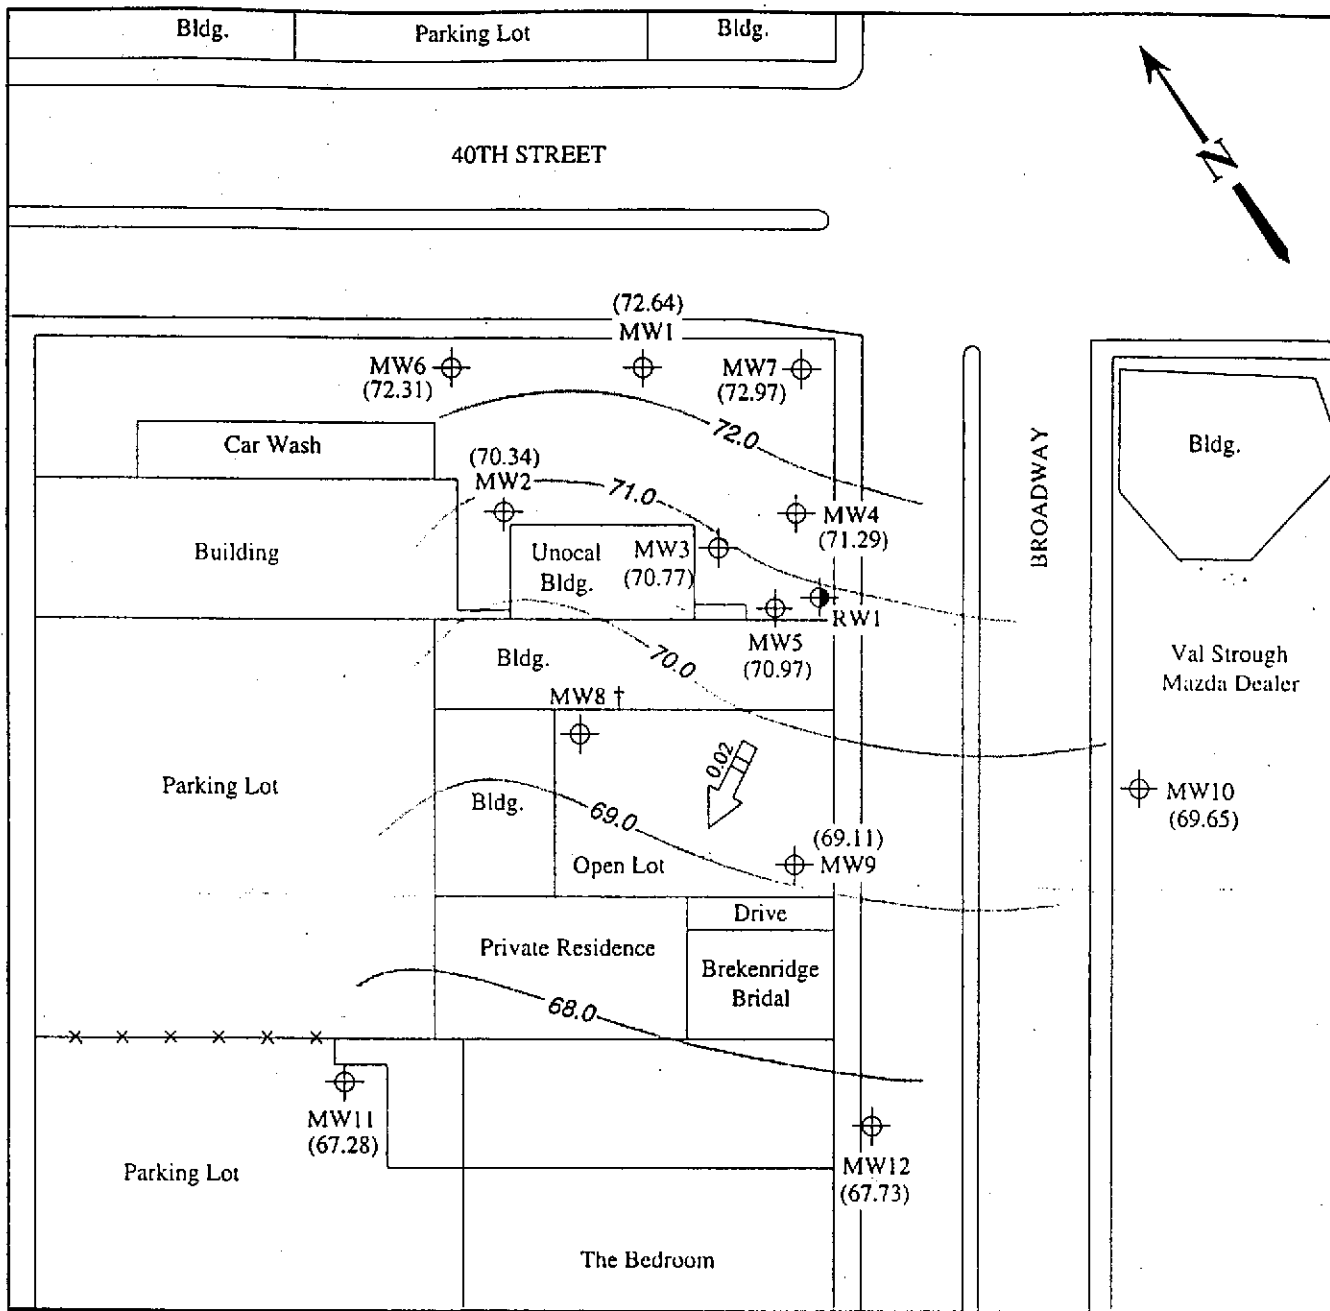 Bldg.
Parking Lot
Bldg.
40TH STREET
N
(72.64)
MW1
MW6
(72.31)
MW7
(72.97)
72.0
Car Wash
(70.34)
MW2
71.0
MW4
(71.29)
BROADWAY
Bldg.
Building
Unocal
Bldg.
MW3
(70.77)
RW1
MW5
(70.97)
Bldg.
70.0
Val Strough
Mazda Dealer
MW8 †
0.02
Parking Lot
Bldg.
69.0
MW10
(69.65)
(69.11)
MW9
Open Lot
Drive
Private Residence
Brekenridge
Bridal
68.0
MW11
(67.28)
Parking Lot
MW12
(67.73)
The Bedroom